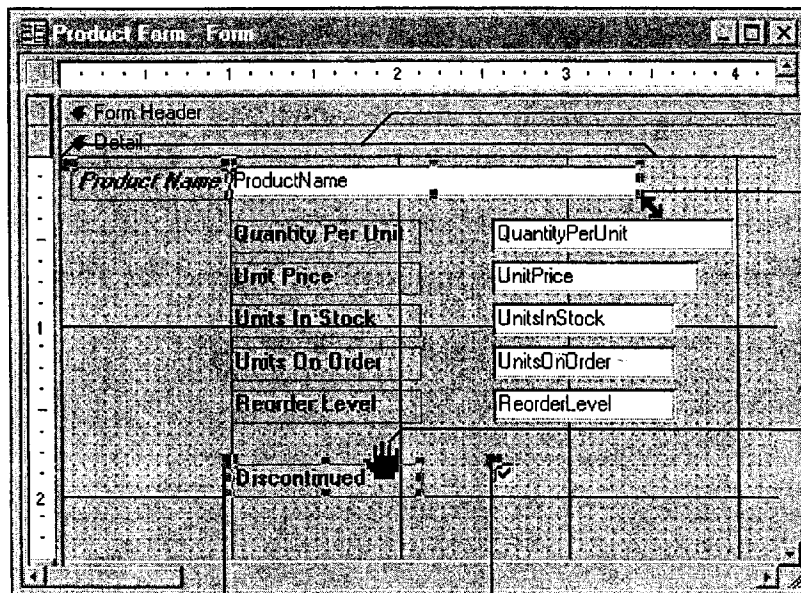 Product Form : Form
1 2 3 4
Form Header
Detail
Product Name ProductName
Quantity Per Unit QuantityPerUnit
Unit Price UnitPrice
1
Units In Stock UnitsInStock
Units On Order UnitsOnOrder
Reorder Level ReorderLevel
Discontinued
2